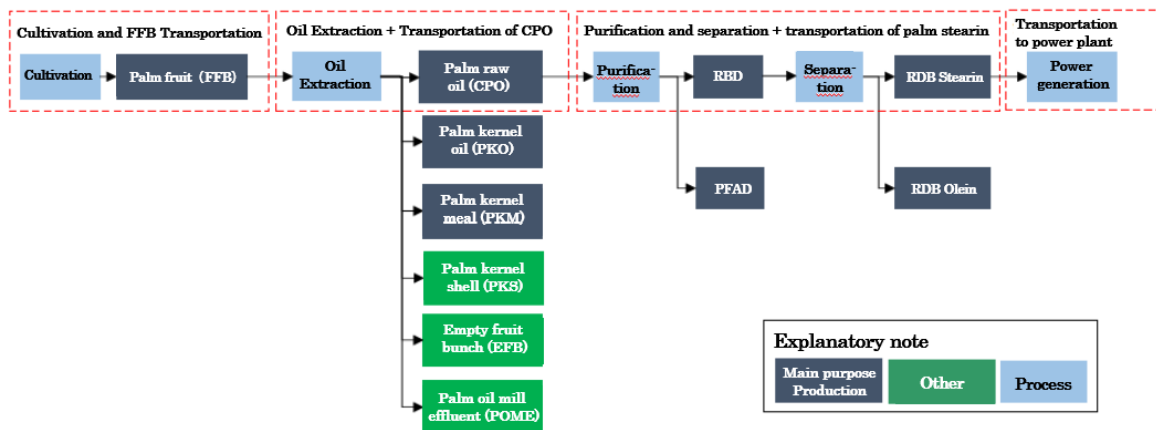 Cultivation and FFB Transportation
Cultivation
Palm fruit (FFB)
Oil Extraction + Transportation of CPO
Oil
Extraction
Palm raw
oil (CPO)
Palm kernel
oil (PKO)
Palm kernel
meal (PKM)
Palm kernel
shell (PKS)
Empty fruit
bunch (EFB)
Palm oil mill
effluent (POME)
Purification and separation + transportation of palm stearin
Purifica-
tion
RBD
PFAD
Separa-
tion
RDB Stearin
RDB Olein
Transportation
to power plant
Power
generation
Explanatory note
Main purpose
Production
Other
Process